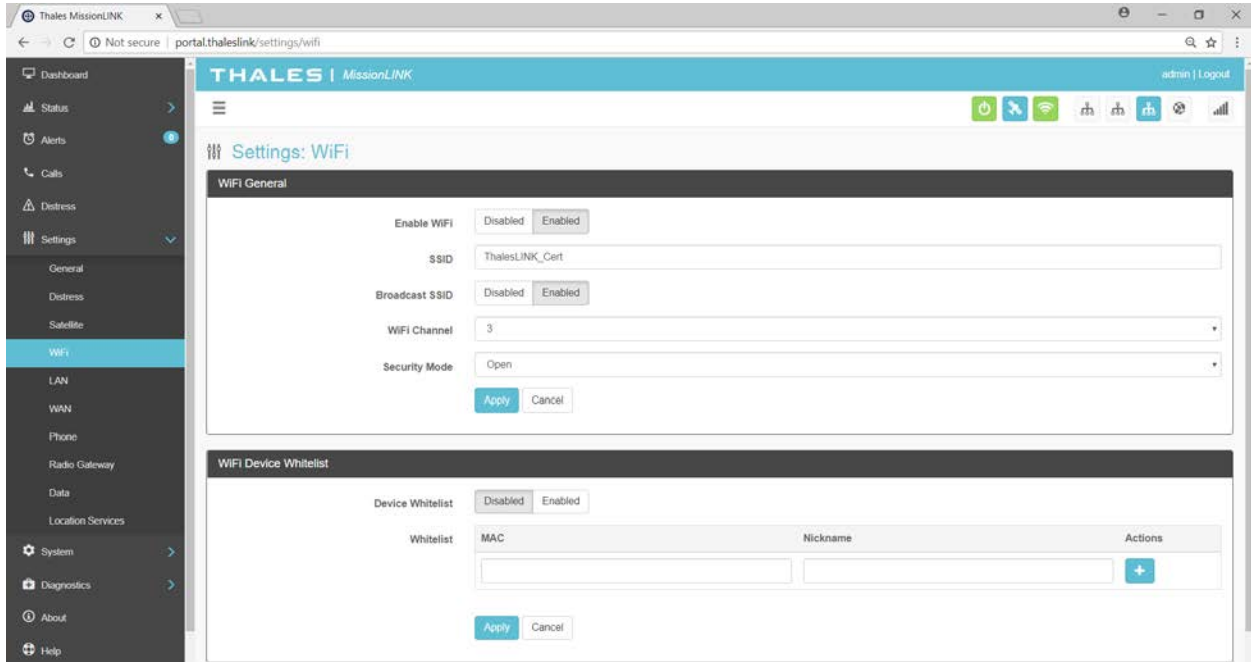 Thales MissionLINK
Not secure | portal.thaleslink/settings/wifi
Dashboard
Status
Alerts 0
Calls
Distress
Settings
General
Distress
Satellite
WiFi
LAN
WAN
Phone
Radio Gateway
Data
Location Services
System
Diagnostics
About
Help
THALES | MissionLINK
admin | Logout
Settings: WiFi
WiFi General
Enable WiFi Disabled Enabled
SSID ThalesLINK_Cert
Broadcast SSID Disabled Enabled
WiFi Channel 3
Security Mode Open
Apply Cancel
WiFi Device Whitelist
Device Whitelist Disabled Enabled
Whitelist MAC Nickname Actions
Apply Cancel